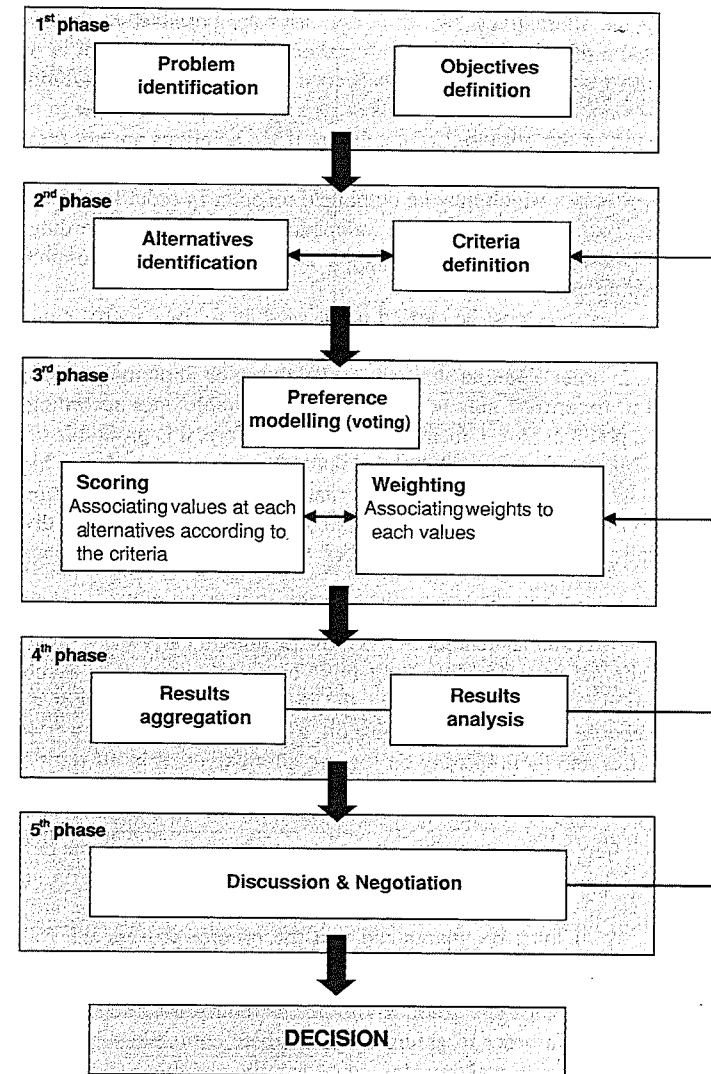 1st phase
Problem
identification
Objectives
definition
2nd phase
Alternatives
identification
Criteria
definition
3rd phase
Preference
modelling (voting)
Scoring
Associating values at each
alternatives according to
the criteria
Weighting
Associating weights to
each values
4th phase
Results
aggregation
Results
analysis
5th phase
Discussion & Negotiation
DECISION